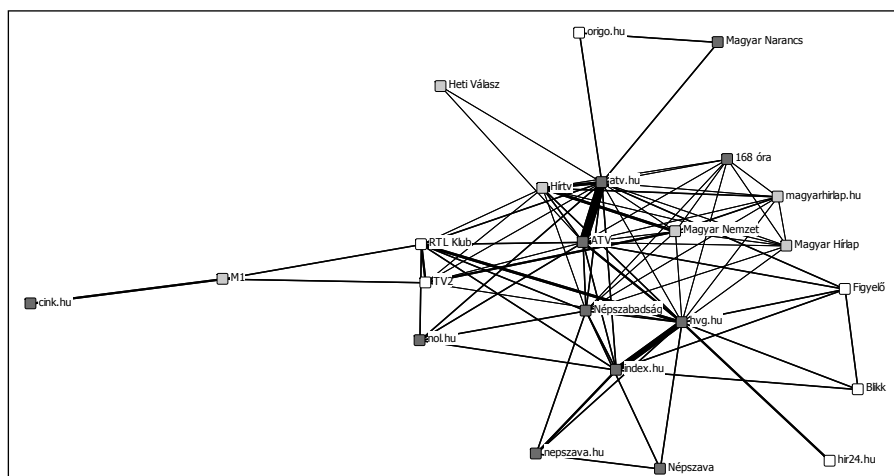 origo.hu
Magyar Narancs
Heti Válasz
168 óra
atv.hu
Hírtv
magyarhirlap.hu
Magyar Nemzet
RTL Klub
ATV
Magyar Hírlap
M1
TV2
Figyelő
cink.hu
Népszabadság
hvg.hu
nol.hu
index.hu
Blikk
nepszava.hu
hir24.hu
Népszava